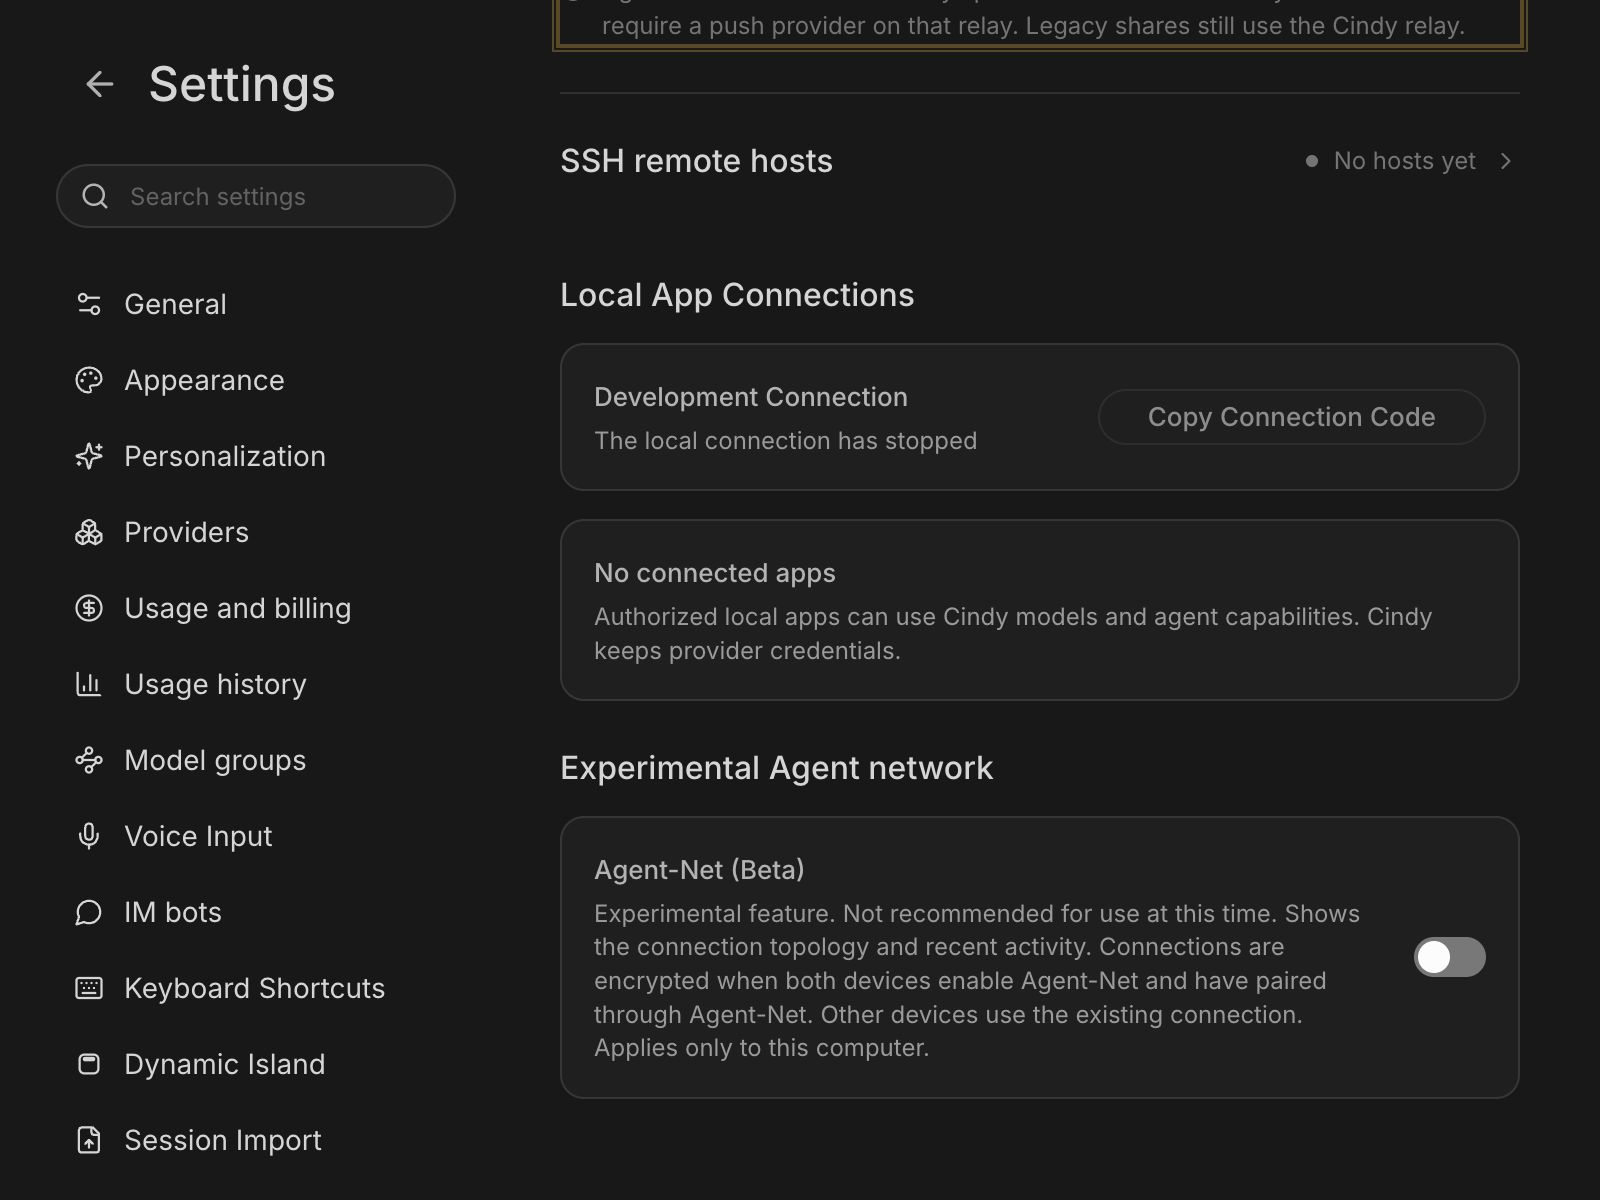 require a push provider on that relay. Legacy shares still use the Cindy relay.
Settings
Search settings
General
Appearance
Personalization
Providers
Usage and billing
Usage history
Model groups
Voice Input
IM bots
Keyboard Shortcuts
Dynamic Island
Session Import
SSH remote hosts
No hosts yet
Local App Connections
Development Connection
The local connection has stopped
Copy Connection Code
No connected apps
Authorized local apps can use Cindy models and agent capabilities. Cindy
keeps provider credentials.
Experimental Agent network
Agent-Net (Beta)
Experimental feature. Not recommended for use at this time. Shows
the connection topology and recent activity. Connections are
encrypted when both devices enable Agent-Net and have paired
through Agent-Net. Other devices use the existing connection.
Applies only to this computer.